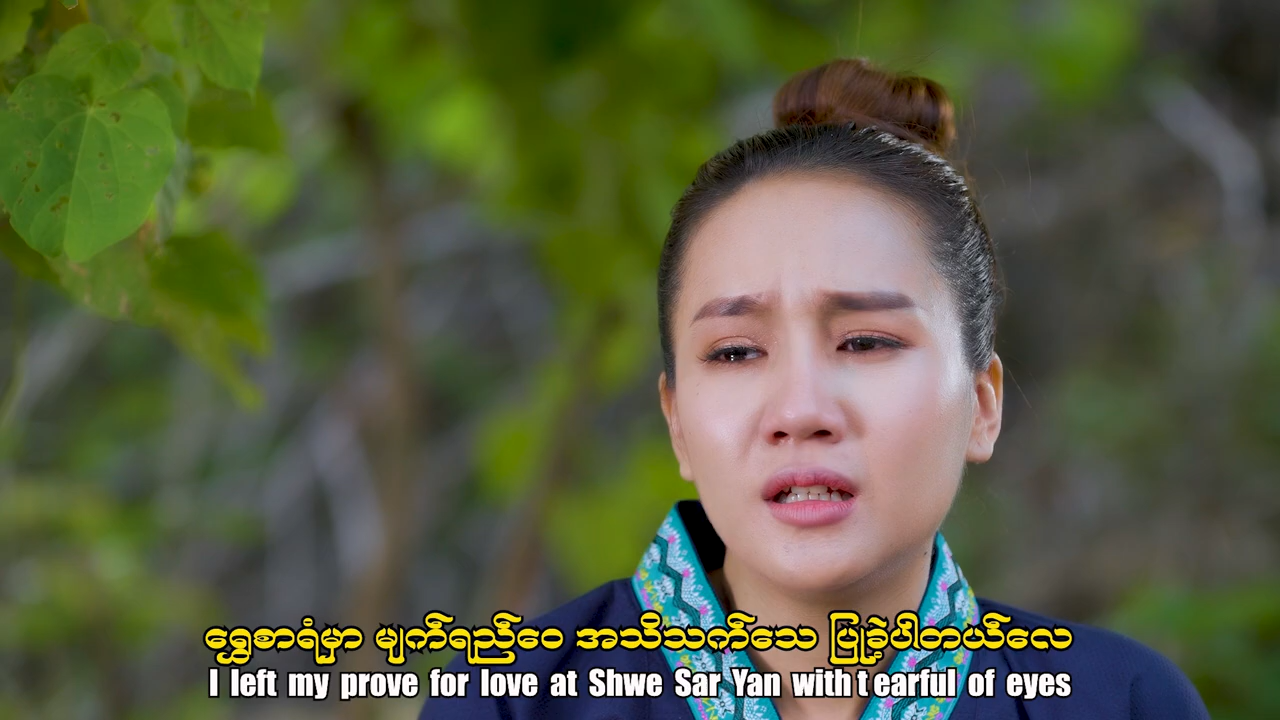 ရွှေစာရံမှာ မျက်ရည်ဝေ အသိသက်သေ ပြုခဲ့ပါတယ်လေ
I left my prove for love at Shwe Sar Yan with t earful of eyes